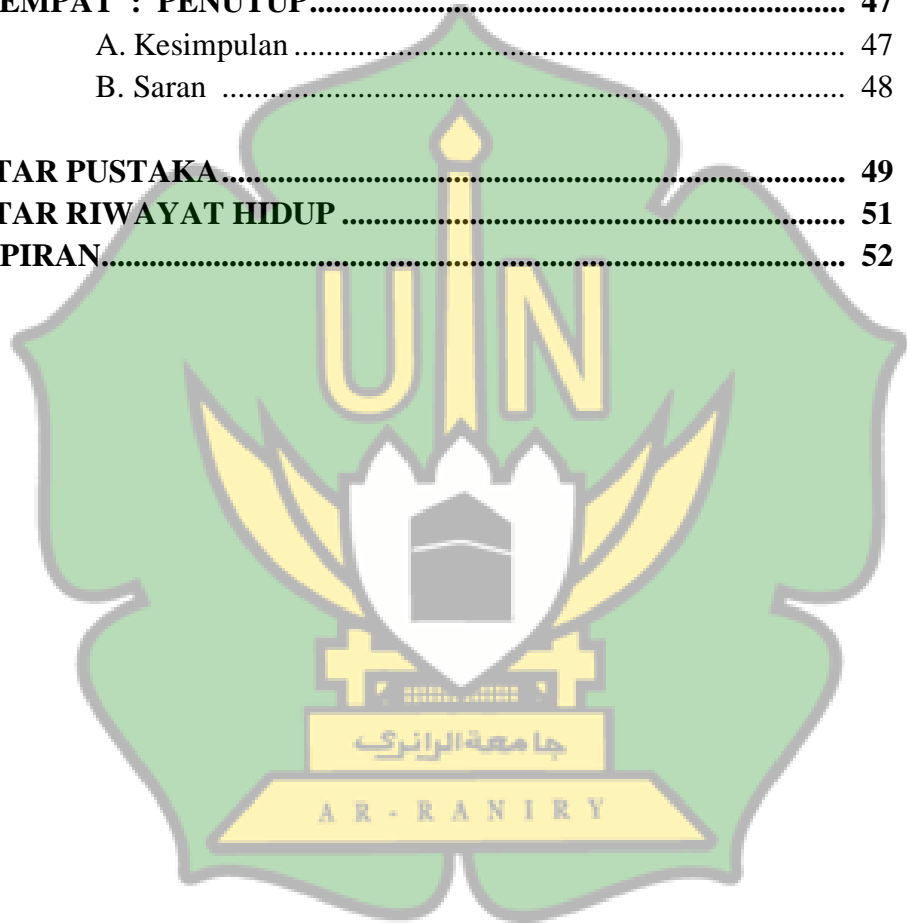 EMPAT : PENUTUP.................................................................... 47
A. Kesimpulan ..................................................................... 47
B. Saran .............................................................................. 48
TAR PUSTAKA.............................................................................. 49
TAR RIWAYAT HIDUP ............................................................... 51
PIRAN............................................................................................. 52
UIN
جامعة الرانري
AR-RANIRY